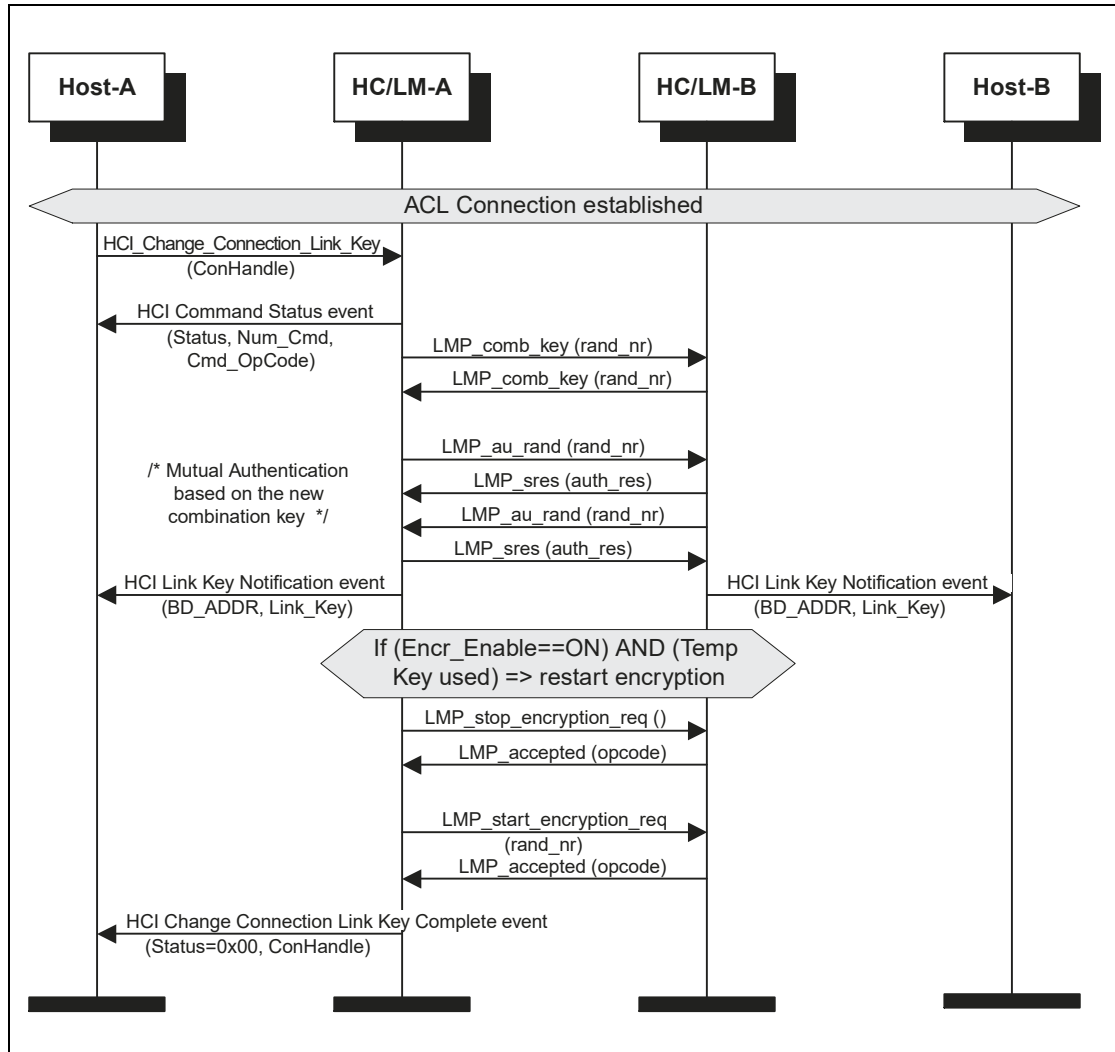 Host-A
HC/LM-A
HC/LM-B
Host-B
ACL Connection established
HCI_Change_Connection_Link_Key
(ConHandle)
HCI Command Status event
(Status, Num_Cmd,
Cmd_OpCode)
LMP_comb_key (rand_nr)
LMP_comb_key (rand_nr)
/* Mutual Authentication
based on the new
combination key */
LMP_au_rand (rand_nr)
LMP_sres (auth_res)
LMP_au_rand (rand_nr)
LMP_sres (auth_res)
HCI Link Key Notification event
(BD_ADDR, Link_Key)
HCI Link Key Notification event
(BD_ADDR, Link_Key)
If (Encr_Enable==ON) AND (Temp
Key used) => restart encryption
LMP_stop_encryption_req ()
LMP_accepted (opcode)
LMP_start_encryption_req
(rand_nr)
LMP_accepted (opcode)
HCI Change Connection Link Key Complete event
(Status=0x00, ConHandle)